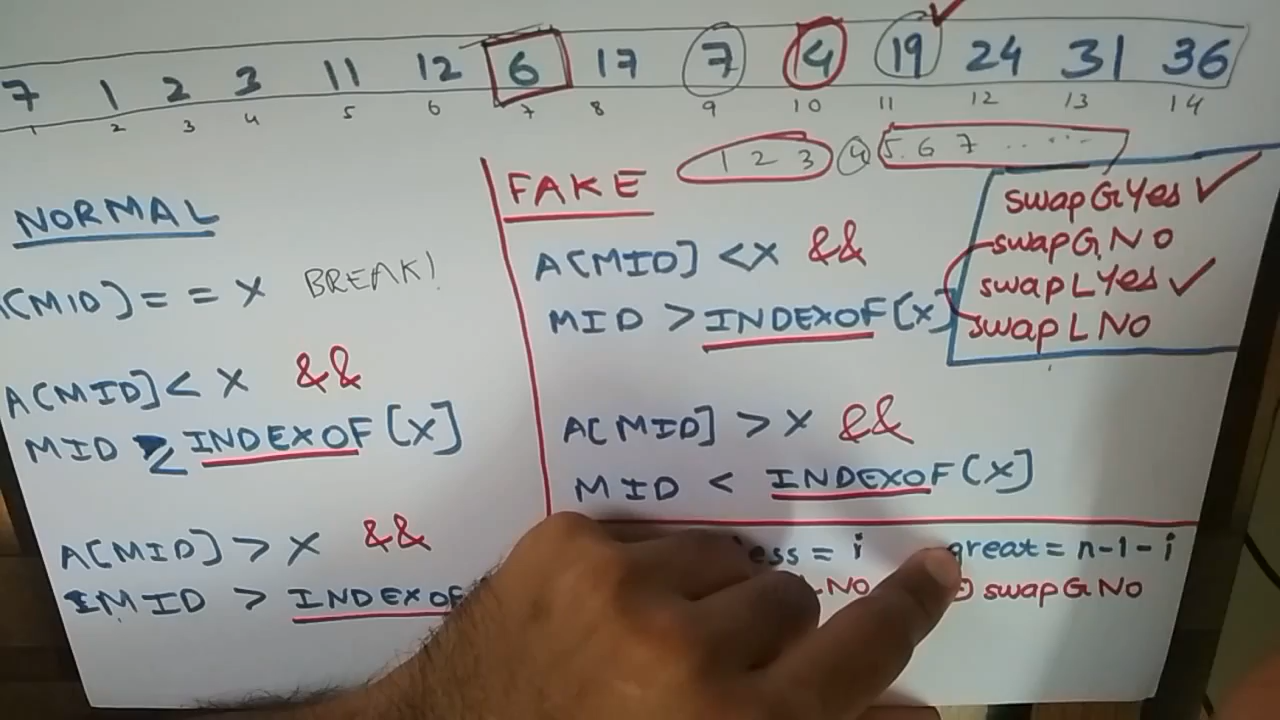 7 1 2 3 11 12 6 17 7 4 19 24 31 36
1 2 3 4 5 6 7 8 9 10 11 12 13 14
1 2 3 4 5. 6 7 ......
NORMAL
A[MID] == X BREAK!
A[MID] < X &&
MID < INDEXOF[X]
A[MID] > X &&
MID > INDEXOF
FAKE
A[MID] < X &&
MID > INDEXOF[X]
A[MID] > X &&
MID < INDEXOF[X]
swapGYes ✓
swapGNo
swapLYes ✓
swapLNo
ess = i great = n-1-i
LNO swapGNO